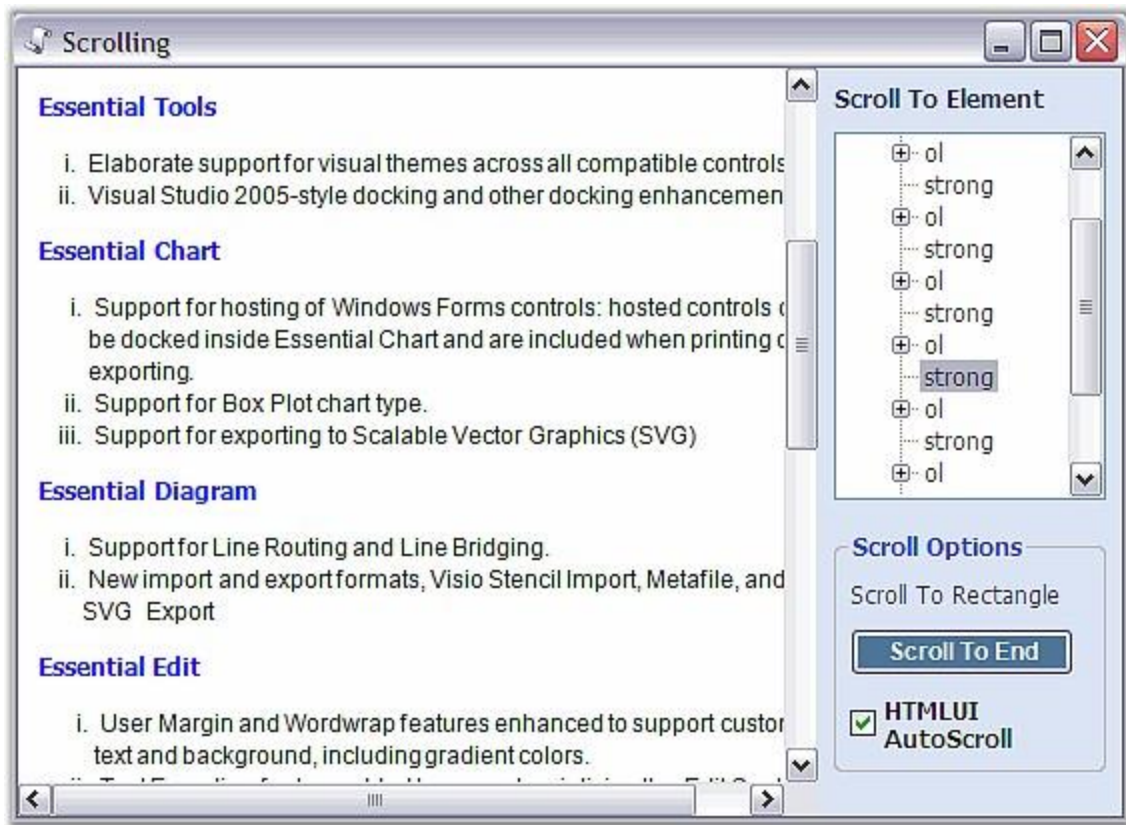 Scrolling
Essential Tools
i. Elaborate support for visual themes across all compatible controls
ii. Visual Studio 2005-style docking and other docking enhancemen
Essential Chart
i. Support for hosting of Windows Forms controls: hosted controls
be docked inside Essential Chart and are included when printing
exporting.
ii. Support for Box Plot chart type.
iii. Support for exporting to Scalable Vector Graphics (SVG)
Essential Diagram
i. Support for Line Routing and Line Bridging.
ii. New import and export formats, Visio Stencil Import, Metafile, and
SVG Export
Essential Edit
i. User Margin and Wordwrap features enhanced to support custo
text and background, including gradient colors.
Scroll To Element
ol
strong
ol
strong
ol
strong
ol
strong
ol
strong
ol
Scroll Options
Scroll To Rectangle
Scroll To End
HTMLUI
AutoScroll